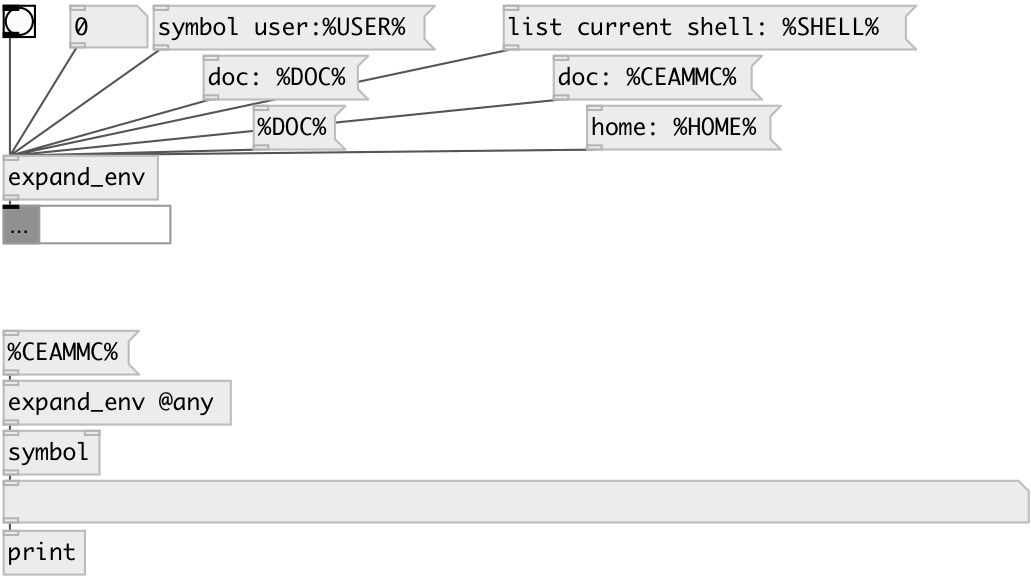 0
symbol user:%USER%
list current shell: %SHELL%
doc: %DOC%
doc: %CEAMMC%
%DOC%
home: %HOME%
expand_env
...
%CEAMMC%
expand_env @any
symbol
print